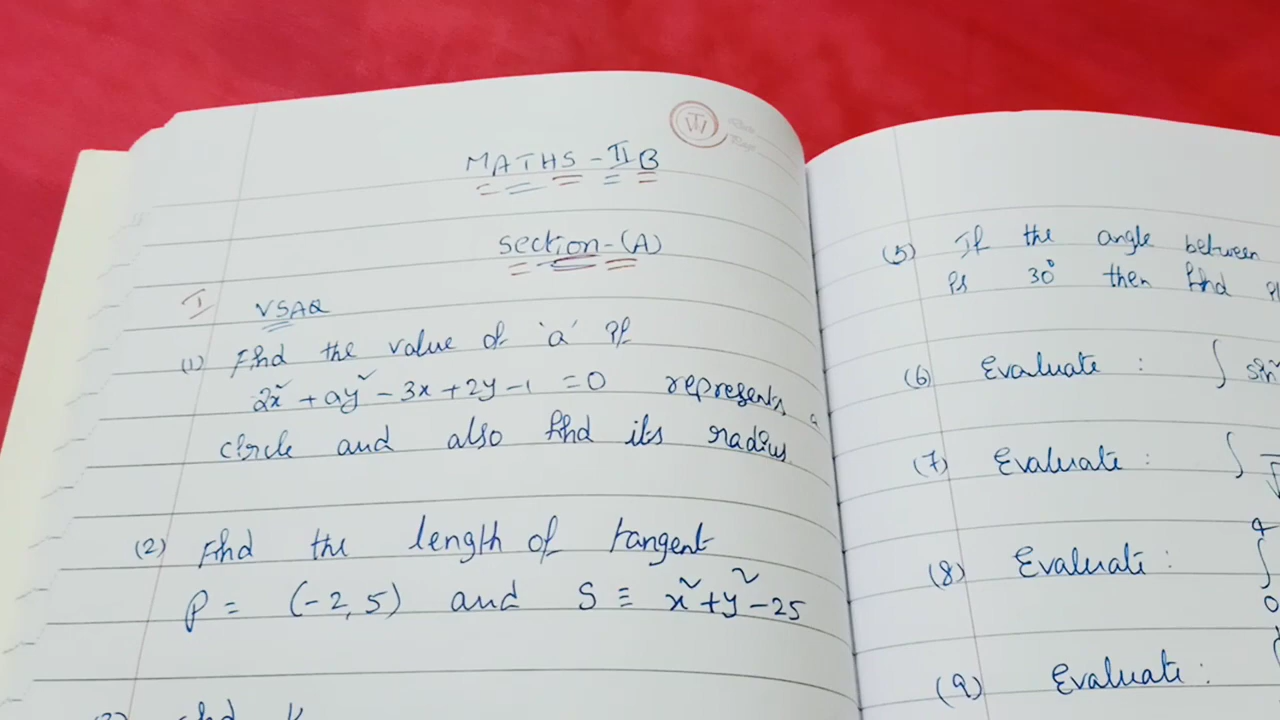 MATHS - II B
Section-(A)
I VSAQ
(1) Find the value of 'a' if
2x² + ay² - 3x + 2y - 1 = 0 represents a
circle and also find its radius.
(2) Find the length of tangent
P = (-2, 5) and S ≡ x² + y² - 25
(5) If the angle between
is 30° then find
(6) Evaluate : ∫ sin
(7) Evaluate : ∫
(8) Evaluate : ∫
(9) Evaluate :